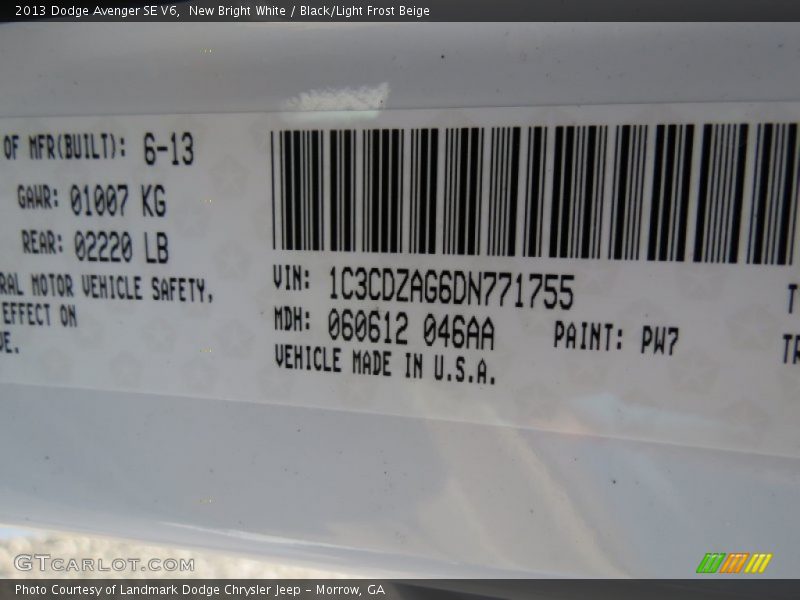 2013 Dodge Avenger SE V6, New Bright White / Black/Light Frost Beige
OF MFR(BUILT): 6-13
GAWR: 01007 KG
REAR: 02220 LB
RAL MOTOR VEHICLE SAFETY,
EFFECT ON
VE.
VIN: 1C3CDZAG6DN771755
MDH: 060612 046AA PAINT: PW7
VEHICLE MADE IN U.S.A.
T
TR
GTCARLOT.COM
Photo Courtesy of Landmark Dodge Chrysler Jeep – Morrow, GA